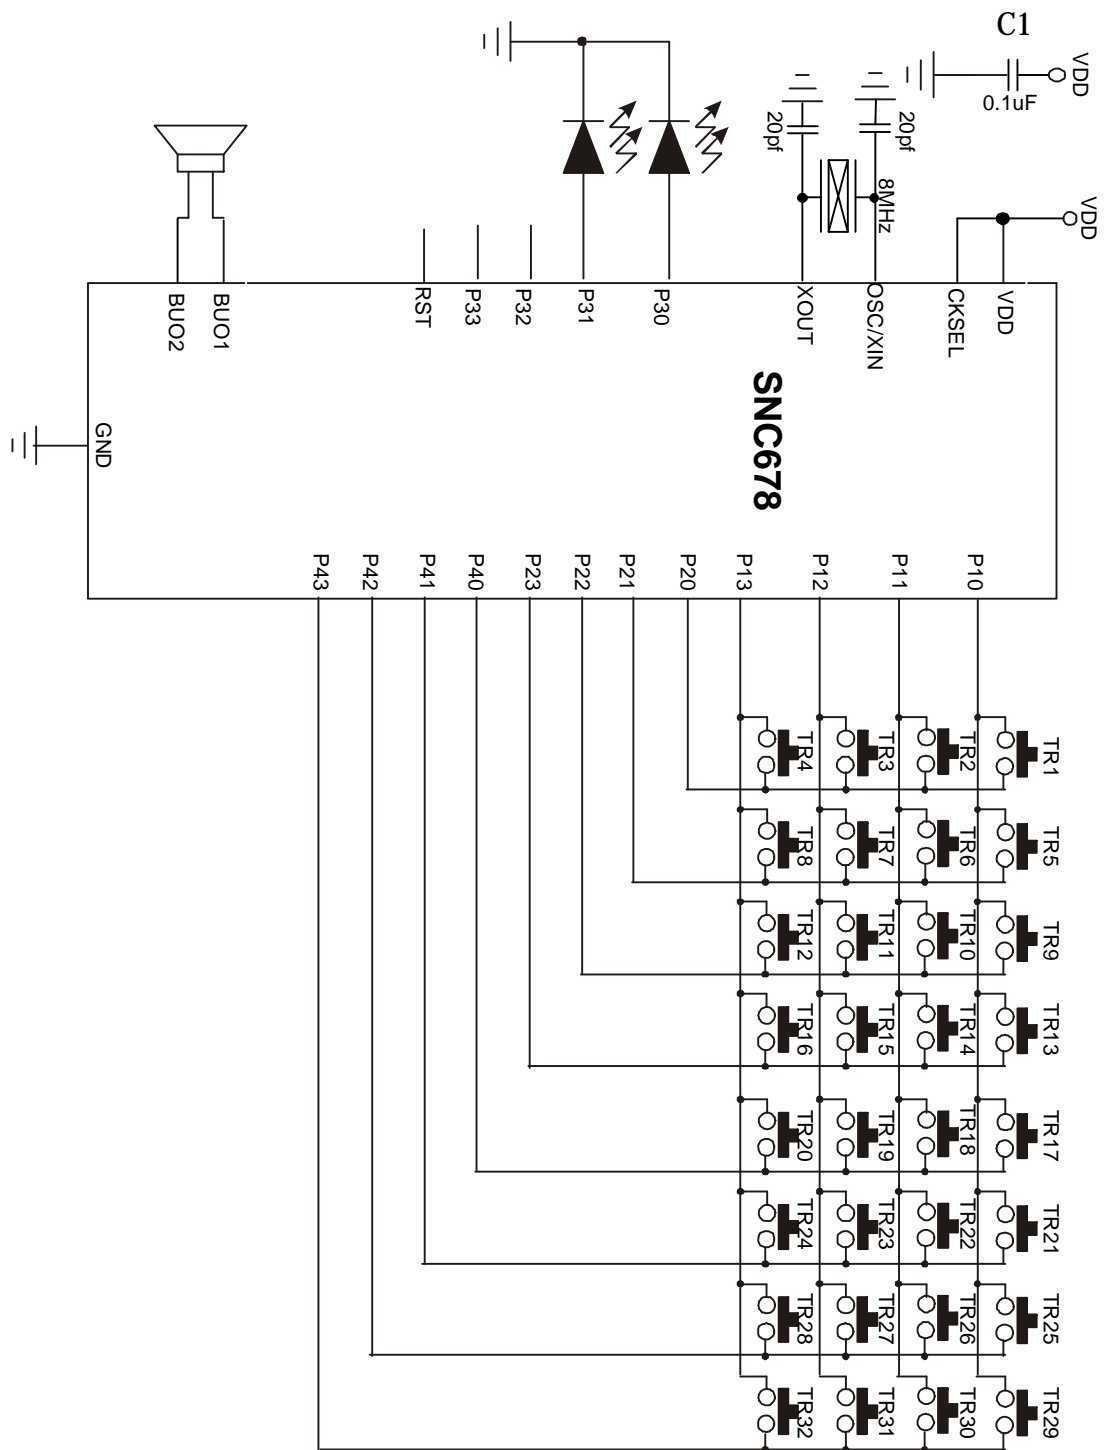 C1
VDD
0.1uF
20pf
20pf
8MHz
VDD
BUO2
BUO1
RST
P33
P32
P31
P30
XOUT
OSC/XIN
CKSEL
VDD
SNC678
GND
P43
P42
P41
P40
P23
P22
P21
P20
P13
P12
P11
P10
TR4
TR3
TR2
TR1
TR8
TR7
TR6
TR5
TR12
TR11
TR10
TR9
TR16
TR15
TR14
TR13
TR20
TR19
TR18
TR17
TR24
TR23
TR22
TR21
TR28
TR27
TR26
TR25
TR32
TR31
TR30
TR29